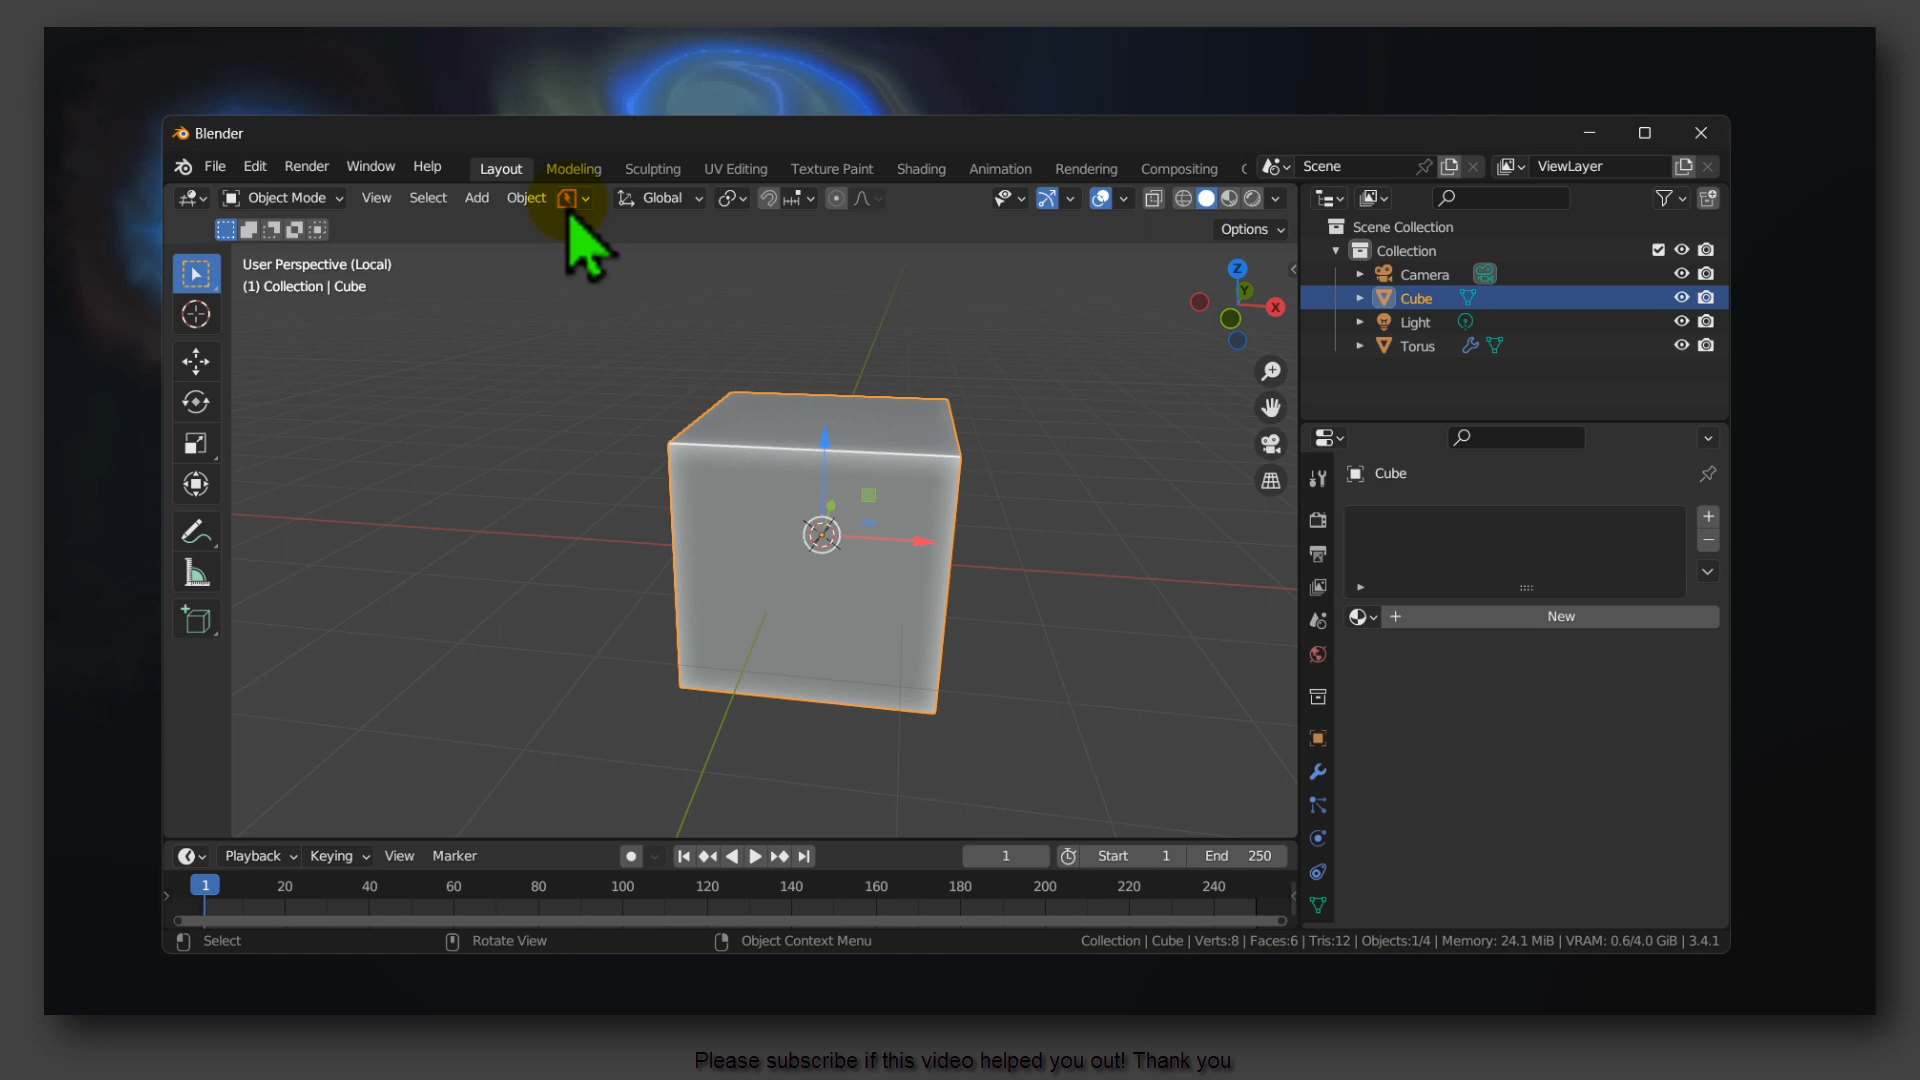 Blender
File Edit Render Window Help Layout Modeling Sculpting UV Editing Texture Paint Shading Animation Rendering Compositing Scene ViewLayer
Object Mode View Select Add Object Global
Options
User Perspective (Local)
(1) Collection | Cube
Z
Y
X
Scene Collection
Collection
Camera
Cube
Light
Torus
Cube
New
Playback Keying View Marker 1 Start 1 End 250
1 20 40 60 80 100 120 140 160 180 200 220 240
Select Rotate View Object Context Menu Collection | Cube | Verts:8 | Faces:6 | Tris:12 | Objects:1/4 | Memory: 24.1 MiB | VRAM: 0.6/4.0 GiB | 3.4.1
Please subscribe if this video helped you out! Thank you